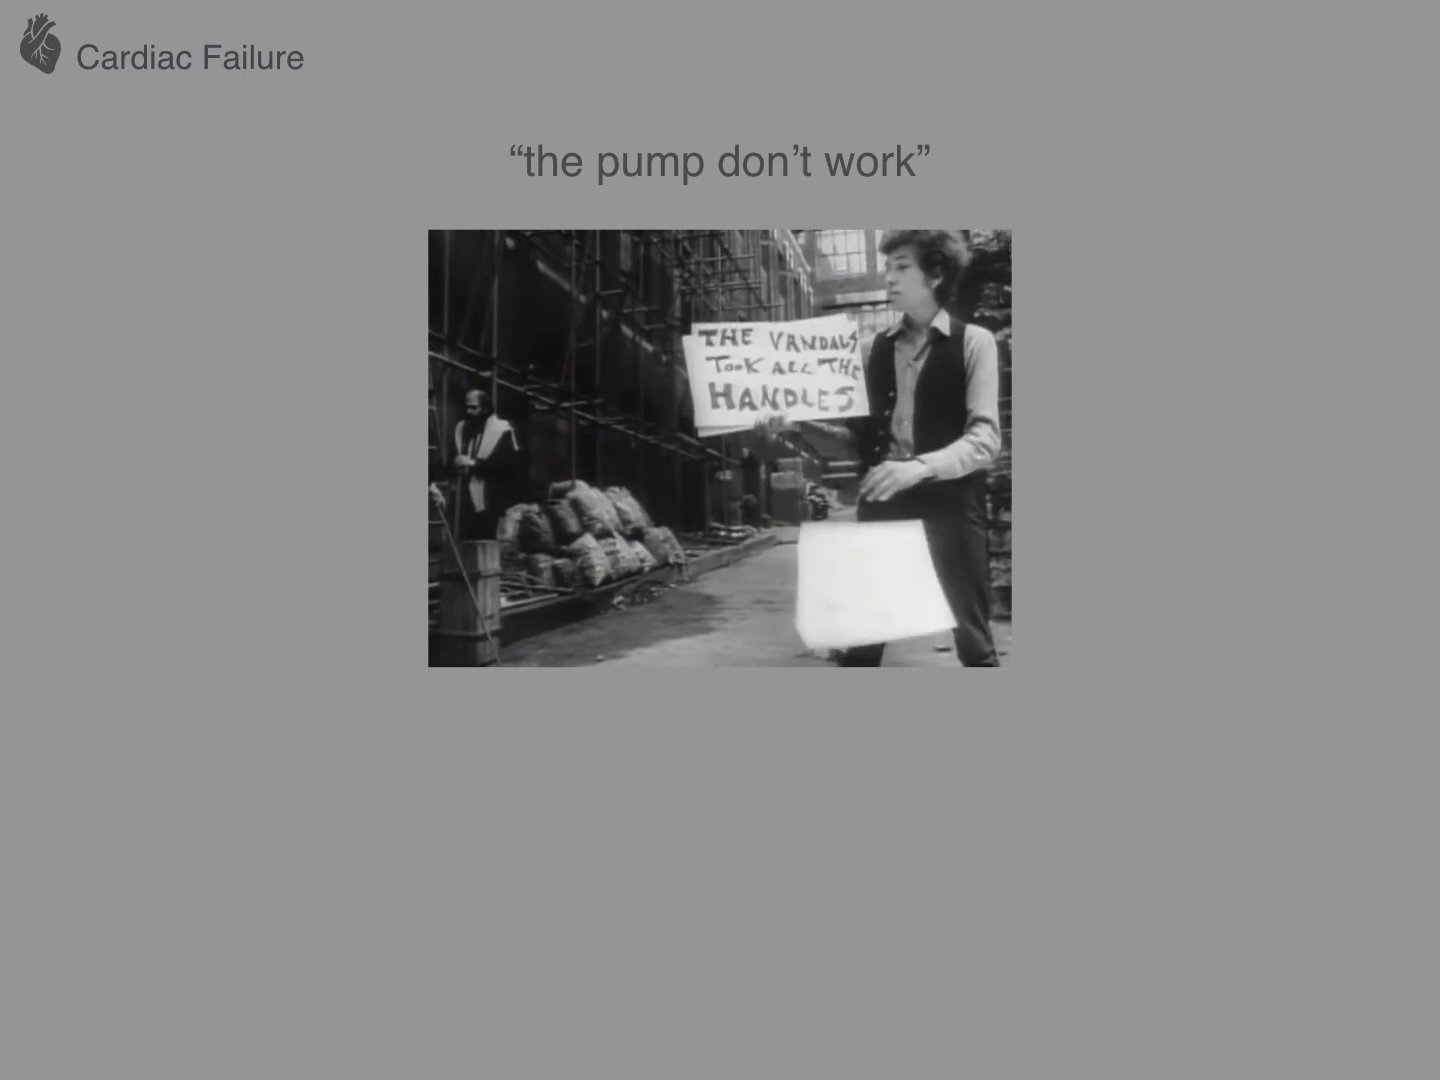 Cardiac Failure
“the pump don’t work”
THE VANDALS
TOOK ALL THE
HANDLES